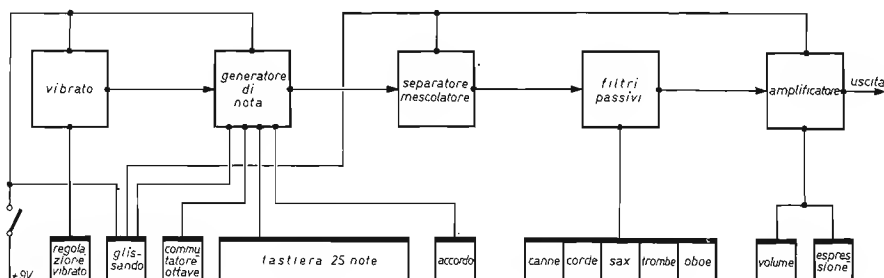 vibrato
generatore
di
nota
separatore
mescolatore
filtri
passivi
amplificatore
uscita
+9V
regola
zione
vibrato
glis-
sando
commu
tatore
ottave
tastiera 25 note
accordo
canne
corde
sax
trombe
oboe
volume
espres
sione